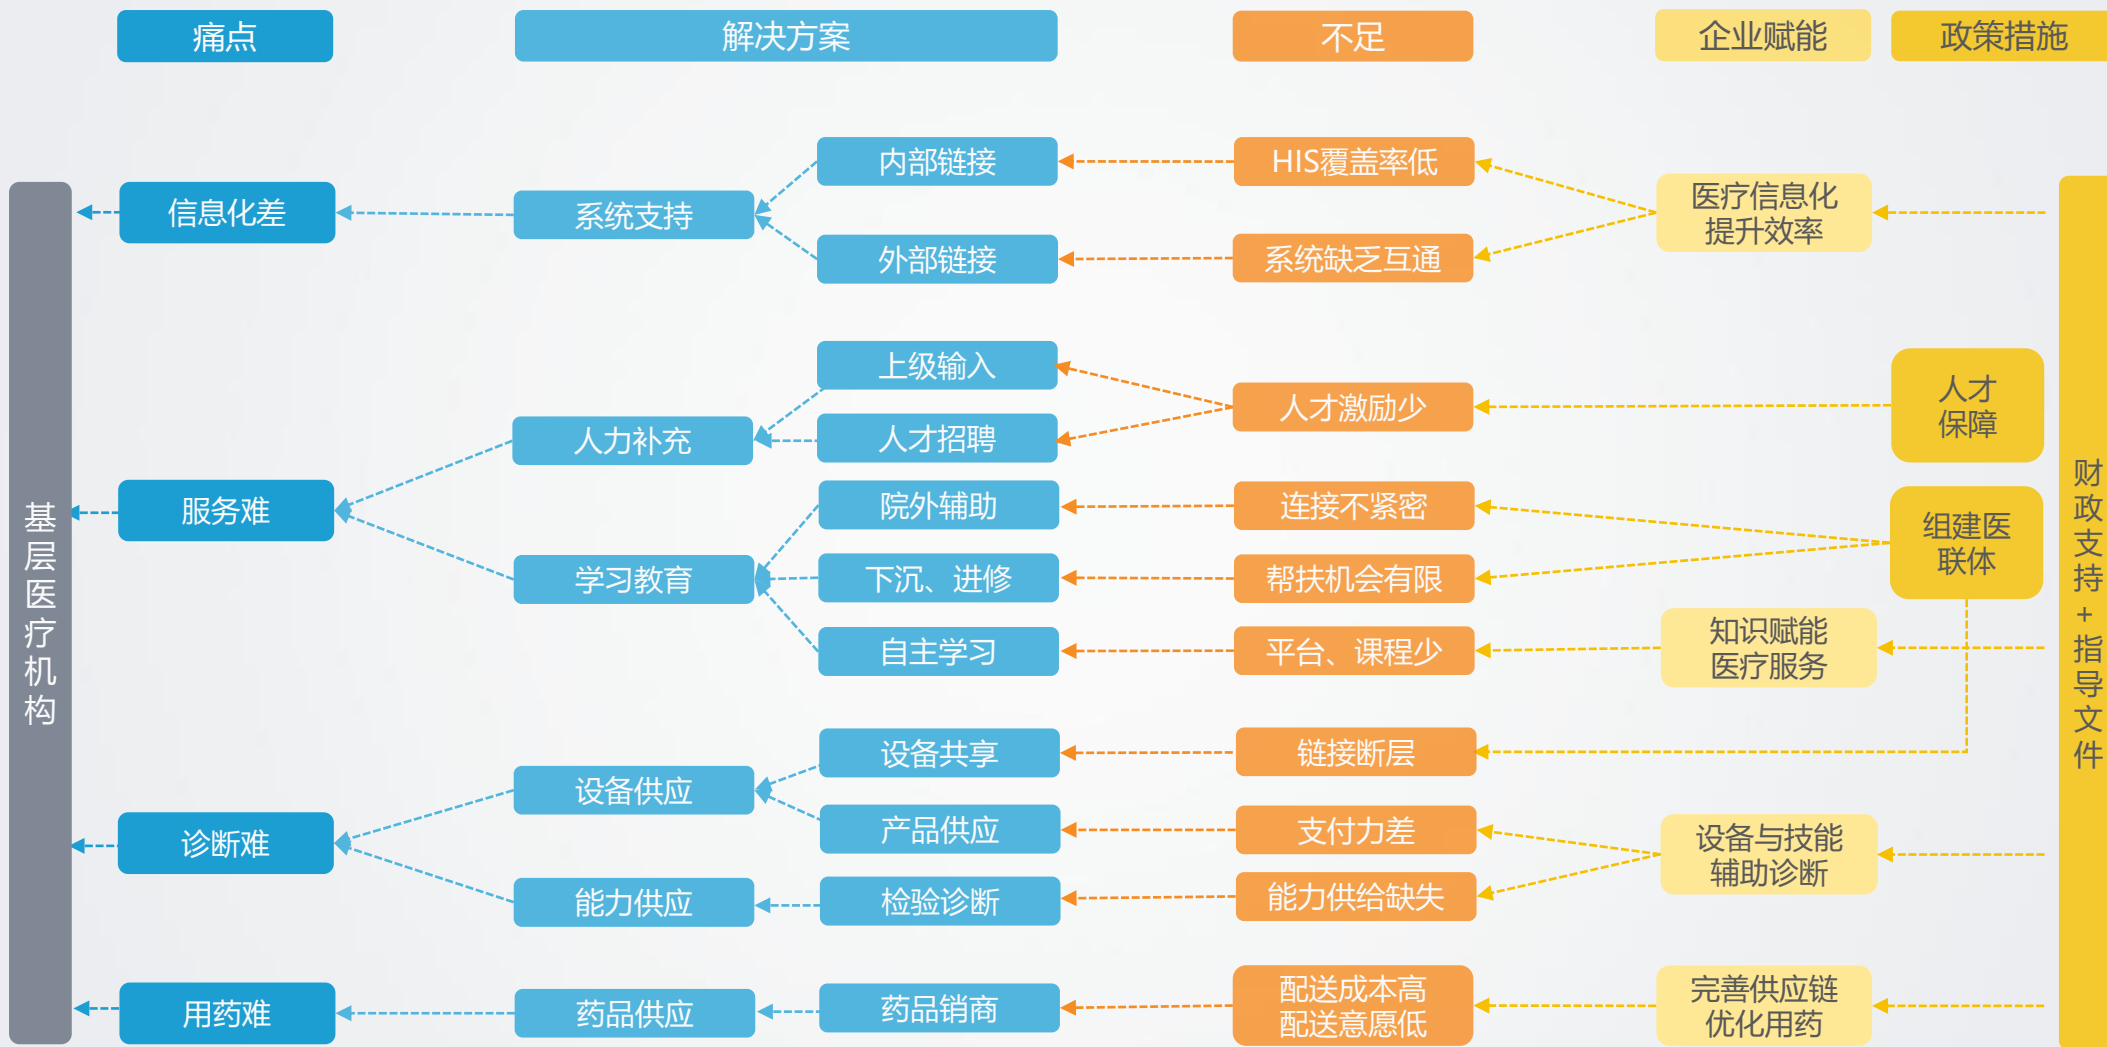 痛点
解决方案
不足
企业赋能
政策措施
基层医疗机构
信息化差
系统支持
内部链接
HIS覆盖率低
外部链接
系统缺乏互通
医疗信息化
提升效率
服务难
人力补充
上级输入
人才招聘
人才激励少
人才
保障
学习教育
院外辅助
连接不紧密
下沉、进修
帮扶机会有限
组建医
联体
自主学习
平台、课程少
知识赋能
医疗服务
诊断难
设备供应
设备共享
链接断层
产品供应
支付力差
能力供应
检验诊断
能力供给缺失
设备与技能
辅助诊断
用药难
药品供应
药品销商
配送成本高
配送意愿低
完善供应链
优化用药
财政支持+指导文件